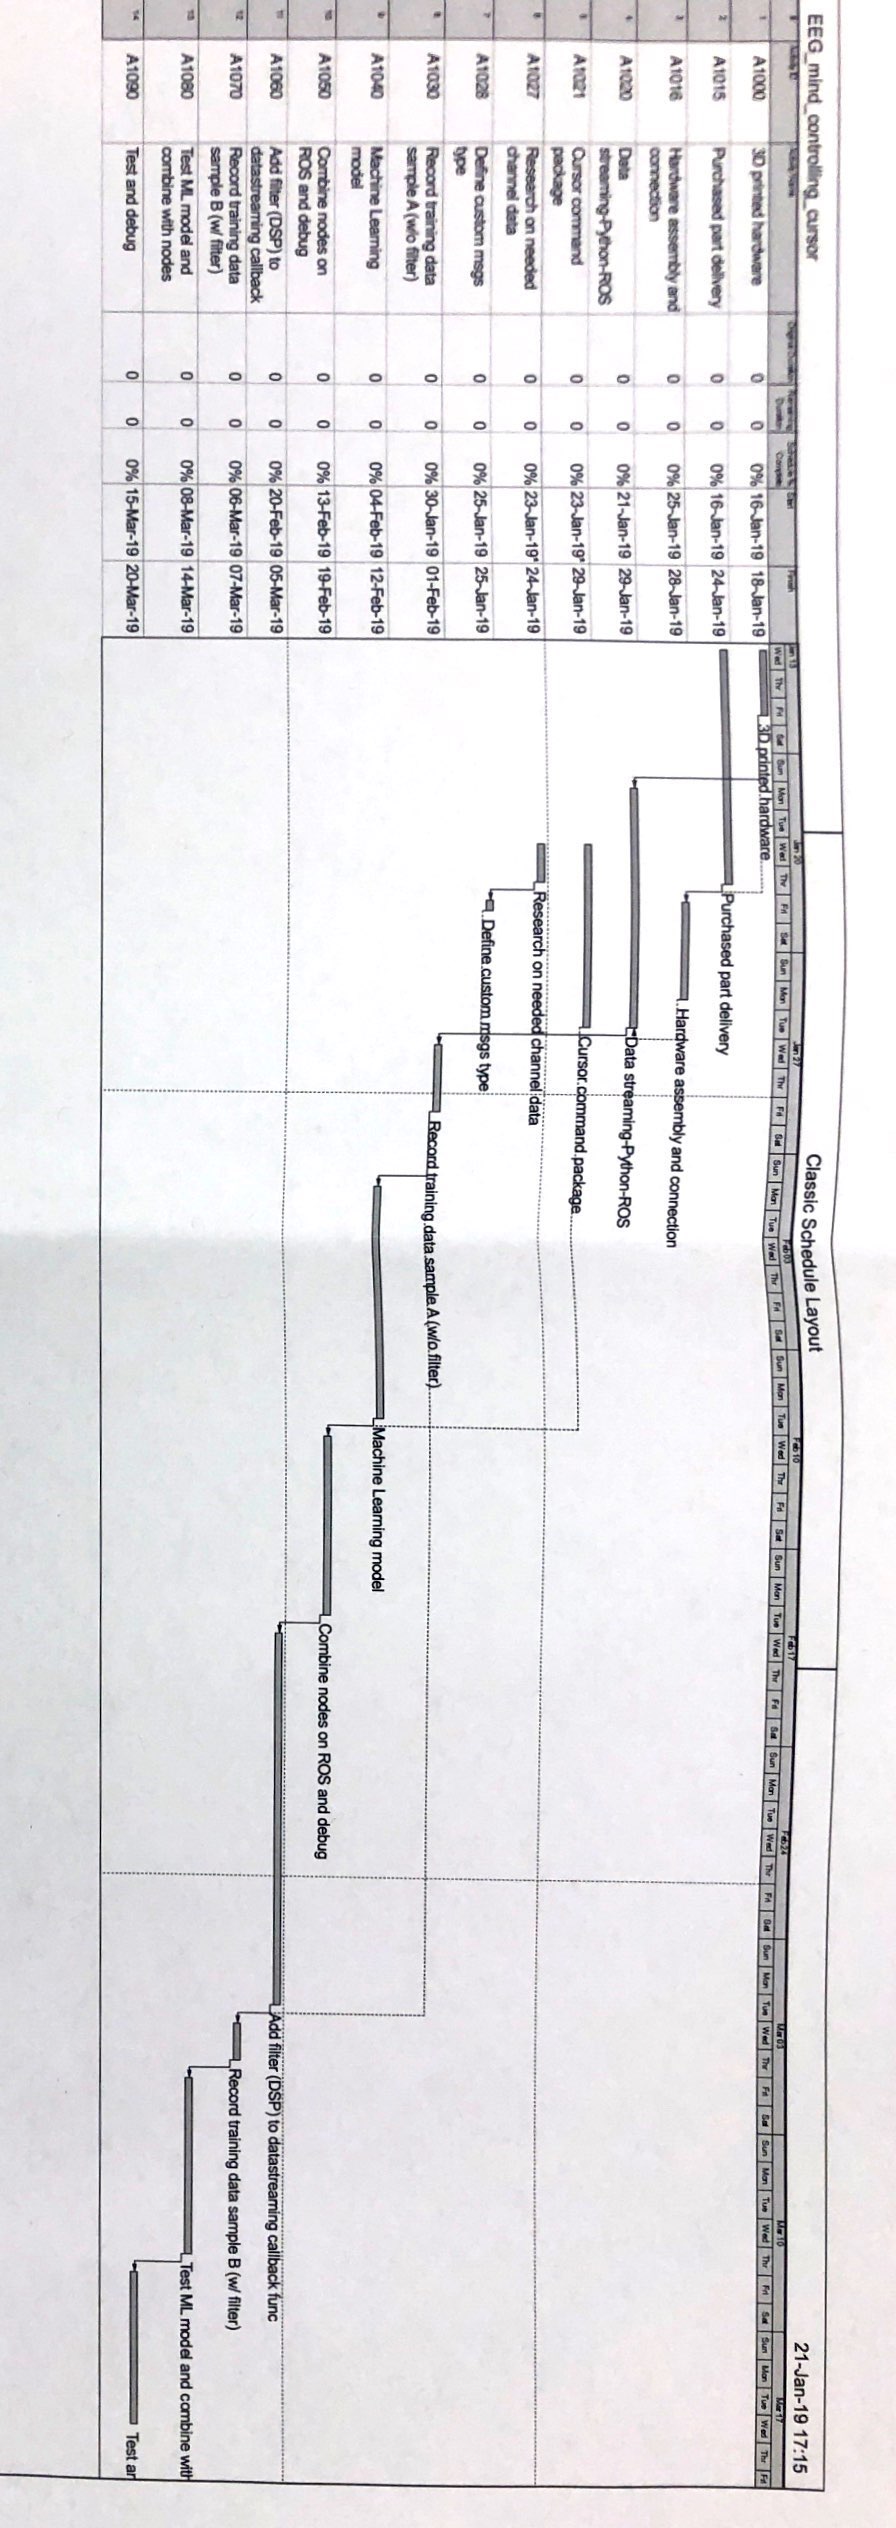 EEG_mind_controlling_cursor
Classic Schedule Layout
21-Jan-19 17:15
# Activity ID Activity Name Original Duration Remaining Duration Schedule % Complete Start Finish
Jan 13 Jan 20 Jan 27 Feb 03 Feb 10 Feb 17 Feb 24 Mar 03 Mar 10 Mar 17
Wed Thr Fri Sat Sun Mon Tue Wed Thr Fri Sat Sun Mon Tue Wed Thr Fri Sat Sun Mon Tue Wed Thr Fri Sat Sun Mon Tue Wed Thr Fri Sat Sun Mon Tue Wed Thr Fri Sat Sun Mon Tue Wed Thr Fri Sat Sun Mon Tue Wed Thr Fri Sat Sun Mon Tue Wed Thr Fri Sat Sun Mon Tue Wed Thr Fri
1 A1000 3D printed hardware 0 0 0% 16-Jan-19 18-Jan-19
3D printed hardware
2 A1015 Purchased part delivery 0 0 0% 16-Jan-19 24-Jan-19
Purchased part delivery
3 A1016 Hardware assembly and 0 0 0% 25-Jan-19 28-Jan-19
connection
Hardware assembly and connection
4 A1020 Data 0 0 0% 21-Jan-19 29-Jan-19
streaming-Python-ROS
Data streaming-Python-ROS
5 A1021 Cursor command 0 0 0% 23-Jan-19* 29-Jan-19
package
Cursor command package
6 A1027 Research on needed 0 0 0% 23-Jan-19* 24-Jan-19
channel data
Research on needed channel data
7 A1028 Define custom msgs 0 0 0% 25-Jan-19 25-Jan-19
type
Define custom msgs type
8 A1030 Record training data 0 0 0% 30-Jan-19 01-Feb-19
sample A (w/o filter)
Record training data sample A (w/o filter)
9 A1040 Machine Learning 0 0 0% 04-Feb-19 12-Feb-19
model
Machine Learning model
10 A1050 Combine nodes on 0 0 0% 13-Feb-19 19-Feb-19
ROS and debug
Combine nodes on ROS and debug
11 A1060 Add filter (DSP) to 0 0 0% 20-Feb-19 05-Mar-19
datastreaming callback
Add filter (DSP) to datastreaming callback func
12 A1070 Record training data 0 0 0% 06-Mar-19 07-Mar-19
sample B (w/ filter)
Record training data sample B (w/ filter)
13 A1080 Test ML model and 0 0 0% 08-Mar-19 14-Mar-19
combine with nodes
Test ML model and combine with
14 A1090 Test and debug 0 0 0% 15-Mar-19 20-Mar-19
Test ar